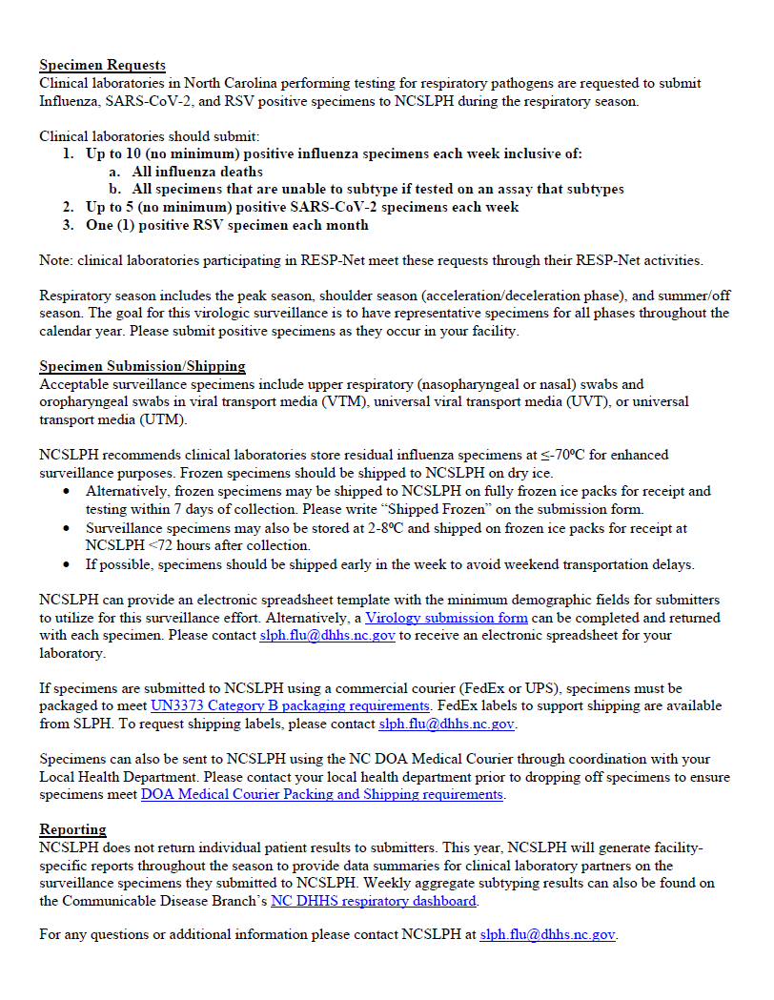 Specimen Requests
Clinical laboratories in North Carolina performing testing for respiratory pathogens are requested to submit
Influenza, SARS-CoV-2, and RSV positive specimens to NCSLPH during the respiratory season.
Clinical laboratories should submit:
1. Up to 10 (no minimum) positive influenza specimens each week inclusive of:
a. All influenza deaths
b. All specimens that are unable to subtype if tested on an assay that subtypes
2. Up to 5 (no minimum) positive SARS-CoV-2 specimens each week
3. One (1) positive RSV specimen each month
Note: clinical laboratories participating in RESP-Net meet these requests through their RESP-Net activities.
Respiratory season includes the peak season, shoulder season (acceleration/deceleration phase), and summer/off
season. The goal for this virologic surveillance is to have representative specimens for all phases throughout the
calendar year. Please submit positive specimens as they occur in your facility.
Specimen Submission/Shipping
Acceptable surveillance specimens include upper respiratory (nasopharyngeal or nasal) swabs and
oropharyngeal swabs in viral transport media (VTM), universal viral transport media (UVT), or universal
transport media (UTM).
NCSLPH recommends clinical laboratories store residual influenza specimens at ≤-70ºC for enhanced
surveillance purposes. Frozen specimens should be shipped to NCSLPH on dry ice.
• Alternatively, frozen specimens may be shipped to NCSLPH on fully frozen ice packs for receipt and
testing within 7 days of collection. Please write “Shipped Frozen” on the submission form.
• Surveillance specimens may also be stored at 2-8ºC and shipped on frozen ice packs for receipt at
NCSLPH <72 hours after collection.
• If possible, specimens should be shipped early in the week to avoid weekend transportation delays.
NCSLPH can provide an electronic spreadsheet template with the minimum demographic fields for submitters
to utilize for this surveillance effort. Alternatively, a Virology submission form can be completed and returned
with each specimen. Please contact slph.flu@dhhs.nc.gov to receive an electronic spreadsheet for your
laboratory.
If specimens are submitted to NCSLPH using a commercial courier (FedEx or UPS), specimens must be
packaged to meet UN3373 Category B packaging requirements. FedEx labels to support shipping are available
from SLPH. To request shipping labels, please contact slph.flu@dhhs.nc.gov.
Specimens can also be sent to NCSLPH using the NC DOA Medical Courier through coordination with your
Local Health Department. Please contact your local health department prior to dropping off specimens to ensure
specimens meet DOA Medical Courier Packing and Shipping requirements.
Reporting
NCSLPH does not return individual patient results to submitters. This year, NCSLPH will generate facility-
specific reports throughout the season to provide data summaries for clinical laboratory partners on the
surveillance specimens they submitted to NCSLPH. Weekly aggregate subtyping results can also be found on
the Communicable Disease Branch’s NC DHHS respiratory dashboard.
For any questions or additional information please contact NCSLPH at slph.flu@dhhs.nc.gov.